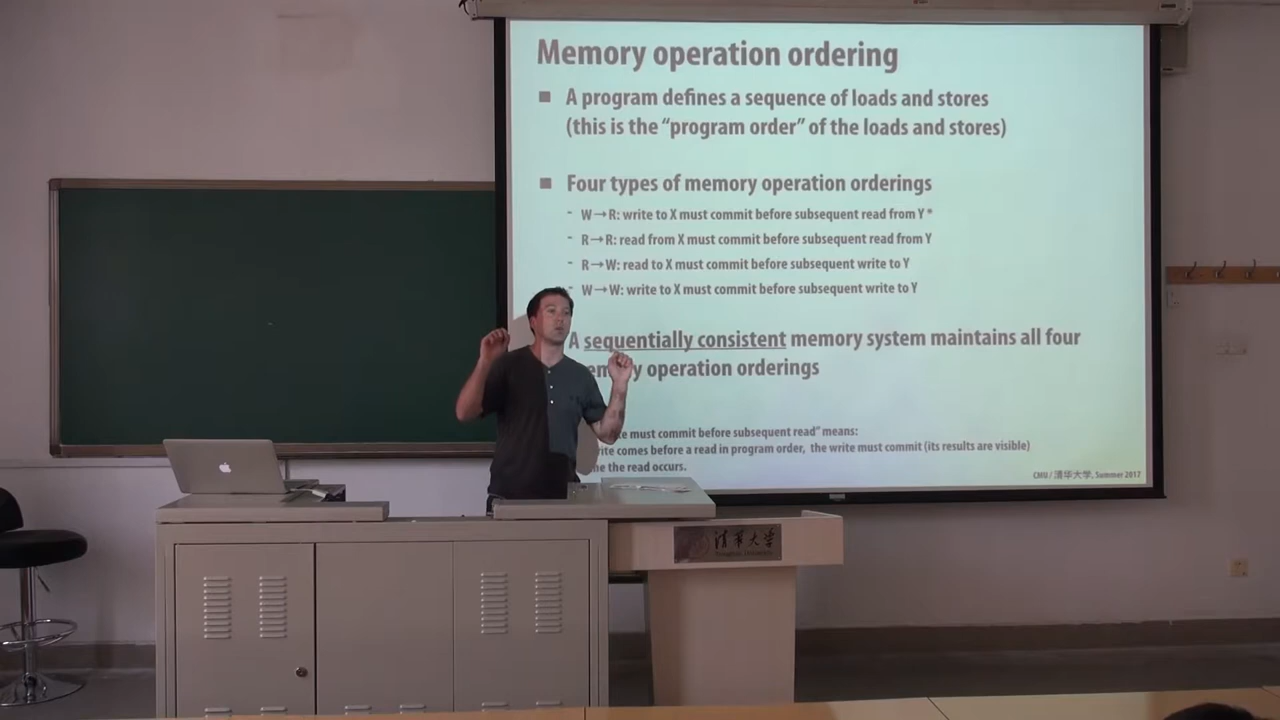 Memory operation ordering
■ A program defines a sequence of loads and stores
(this is the “program order” of the loads and stores)
■ Four types of memory operation orderings
- W→R: write to X must commit before subsequent read from Y *
- R→R: read from X must commit before subsequent read from Y
- R→W: read to X must commit before subsequent write to Y
- W→W: write to X must commit before subsequent write to Y
A sequentially consistent memory system maintains all four
operation orderings
must commit before subsequent read” means:
comes before a read in program order, the write must commit (its results are visible)
the read occurs.
CMU / 清华大学, Summer 2017
清华大学